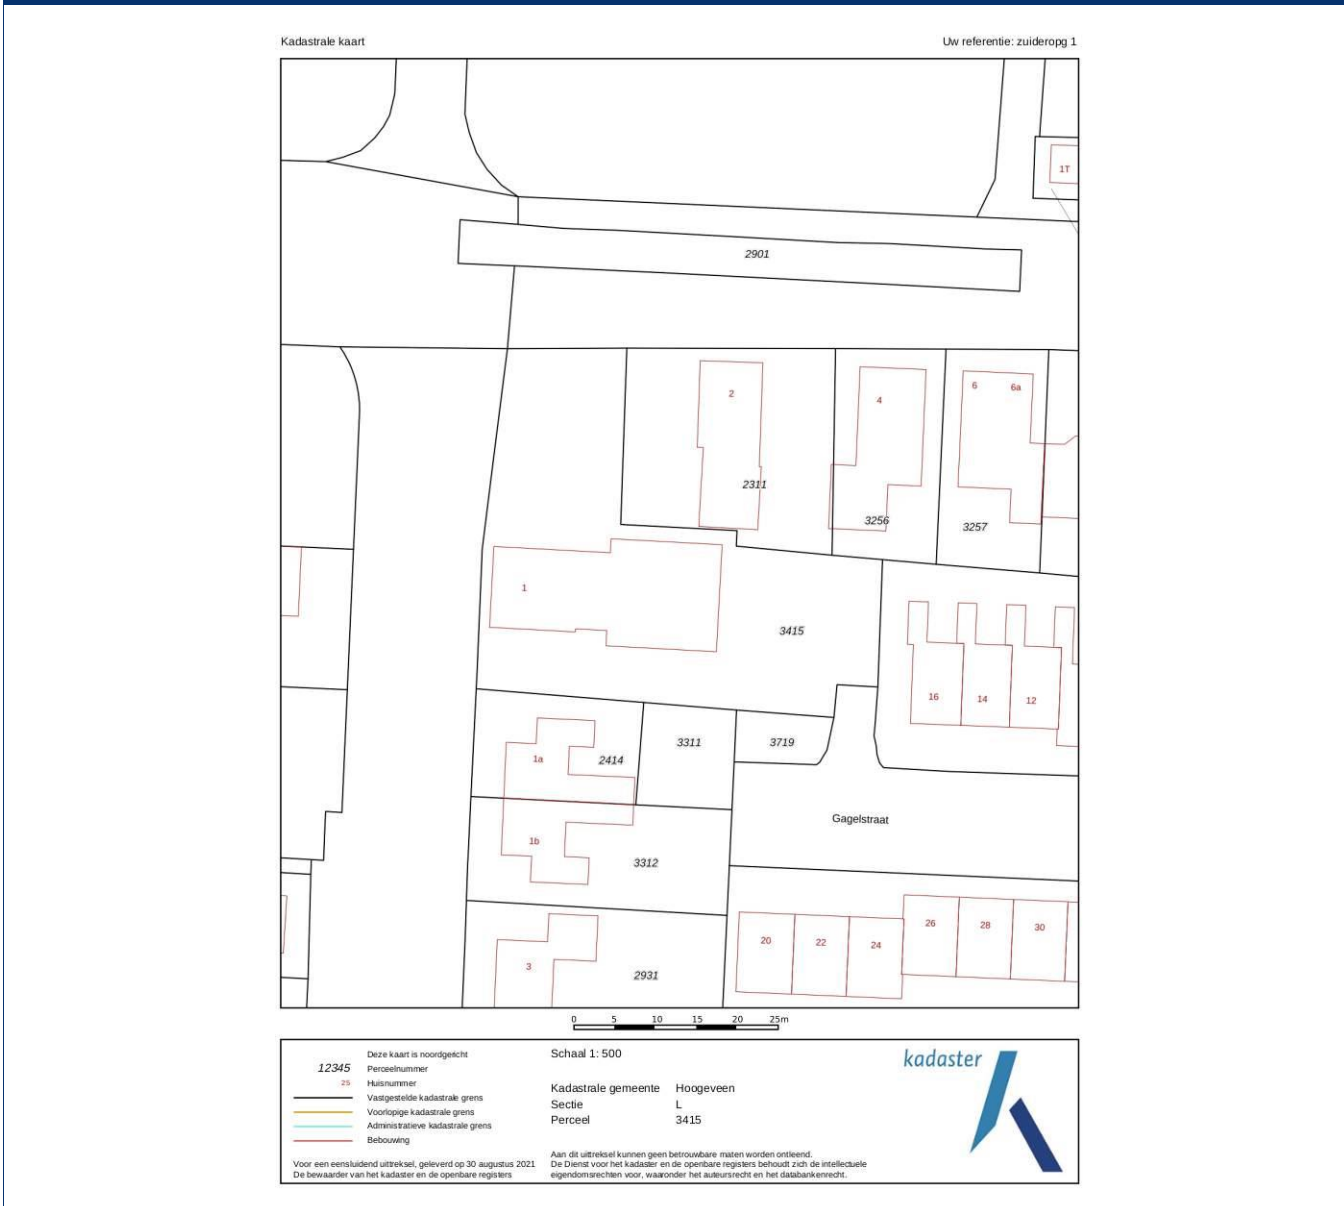 Kadastrale kaart
Uw referentie: zuideropg 1
1T
2901
2
4
6
6a
2311
3256
3257
1
3415
16
14
12
1a
2414
3311
3719
Gagelstraat
1b
3312
20
22
24
26
28
30
3
2931
0 5 10 15 20 25m
Deze kaart is noordgericht
12345 Perceelnummer
25 Huisnummer
Vastgestelde kadastrale grens
Voorlopige kadastrale grens
Administratieve kadastrale grens
Bebouwing
Voor een eensluidend uittreksel, geleverd op 30 augustus 2021
De bewaarder van het kadaster en de openbare registers
Schaal 1: 500
Kadastrale gemeente Hoogeveen
Sectie L
Perceel 3415
Aan dit uittreksel kunnen geen betrouwbare maten worden ontleend.
De Dienst voor het kadaster en de openbare registers behoudt zich de intellectuele
eigendomsrechten voor, waaronder het auteursrecht en het databankenrecht.
kadaster